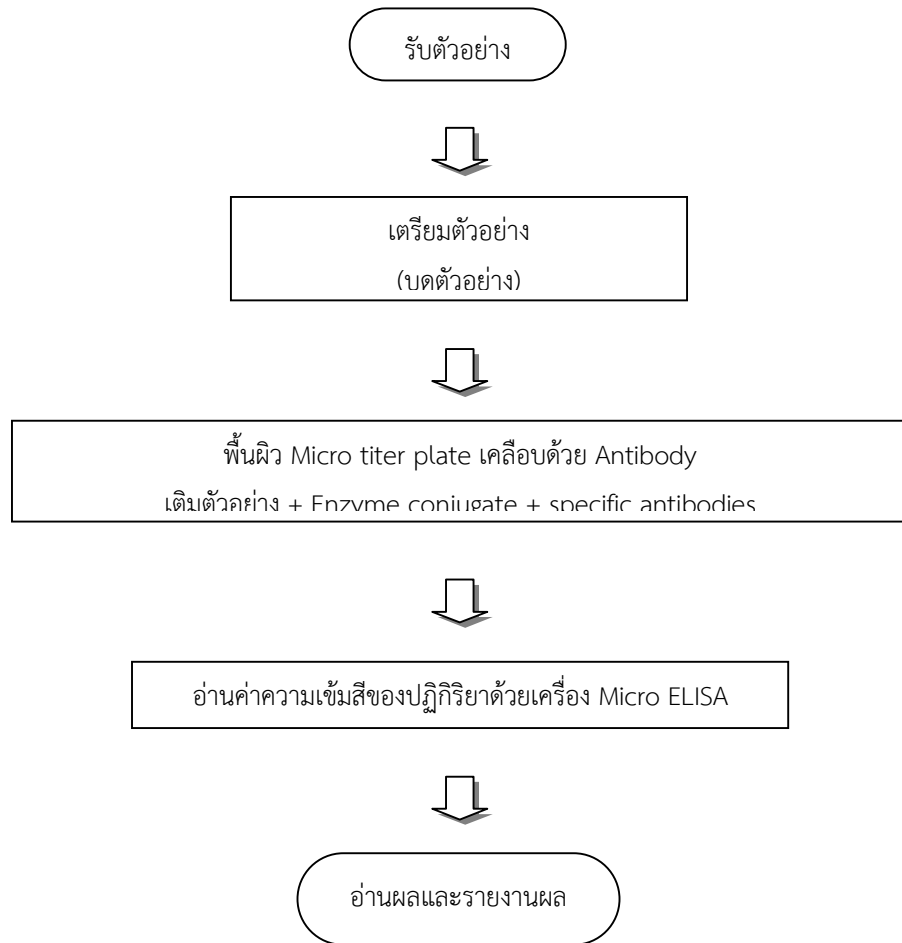 รับตัวอย่าง
เตรียมตัวอย่าง
(บดตัวอย่าง)
พื้นผิว Micro titer plate เคลือบด้วย Antibody
เติมตัวอย่าง + Enzyme conjugate + specific antibodies
อ่านค่าความเข้มสีของปฏิกิริยาด้วยเครื่อง Micro ELISA
อ่านผลและรายงานผล